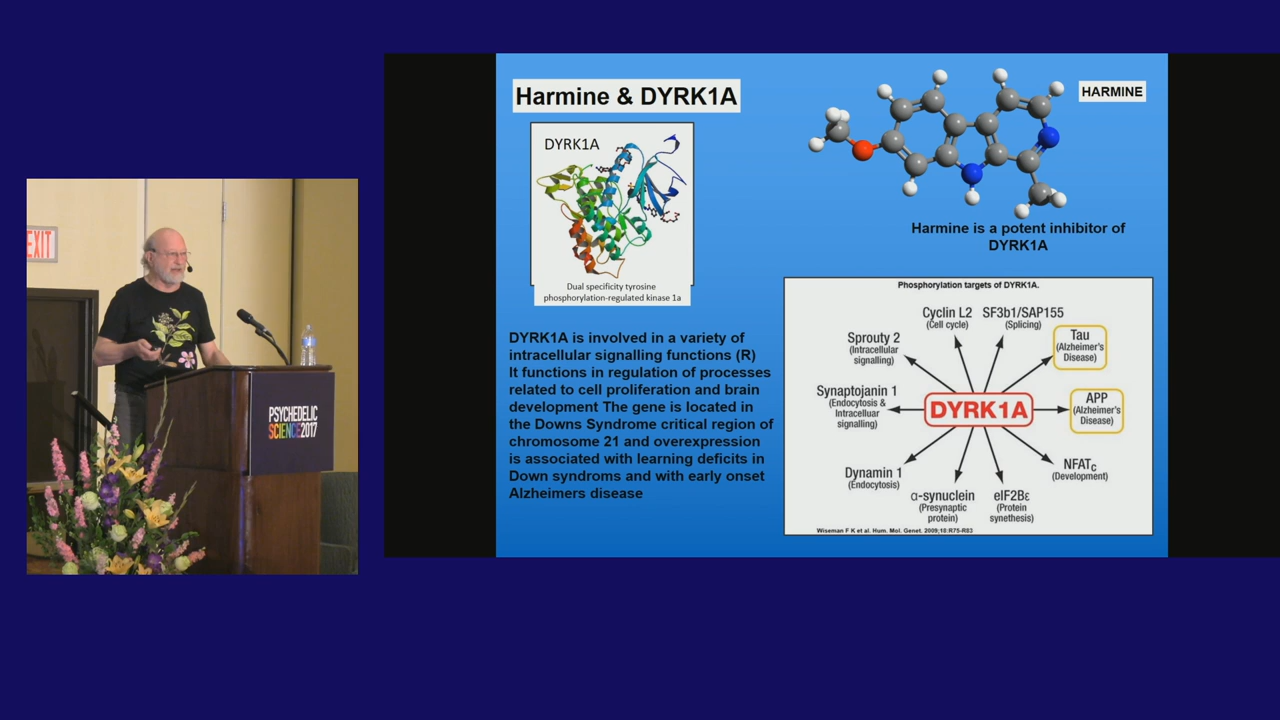 EXIT
PSYCHEDELIC
SCIENCE2017
Harmine & DYRK1A
DYRK1A
Dual specificity tyrosine
phosphorylation-regulated kinase 1a
HARMINE
Harmine is a potent inhibitor of
DYRK1A
DYRK1A is involved in a variety of
intracellular signalling functions (R)
It functions in regulation of processes
related to cell proliferation and brain
development The gene is located in
the Downs Syndrome critical region of
chromosome 21 and overexpression
is associated with learning deficits in
Down syndroms and with early onset
Alzheimers disease
Phosphorylation targets of DYRK1A.
Cyclin L2
(Cell cycle)
SF3b1/SAP155
(Splicing)
Tau
(Alzheimer's
Disease)
Sprouty 2
(Intracellular
signalling)
Synaptojanin 1
(Endocytosis &
Intracelluar
signalling)
DYRK1A
APP
(Alzheimer's
Disease)
Dynamin 1
(Endocytosis)
α-synuclein
(Presynaptic
protein)
eIF2Bε
(Protein
synethesis)
NFATc
(Development)
Wiseman F K et al. Hum. Mol. Genet. 2009;18:R75-R83